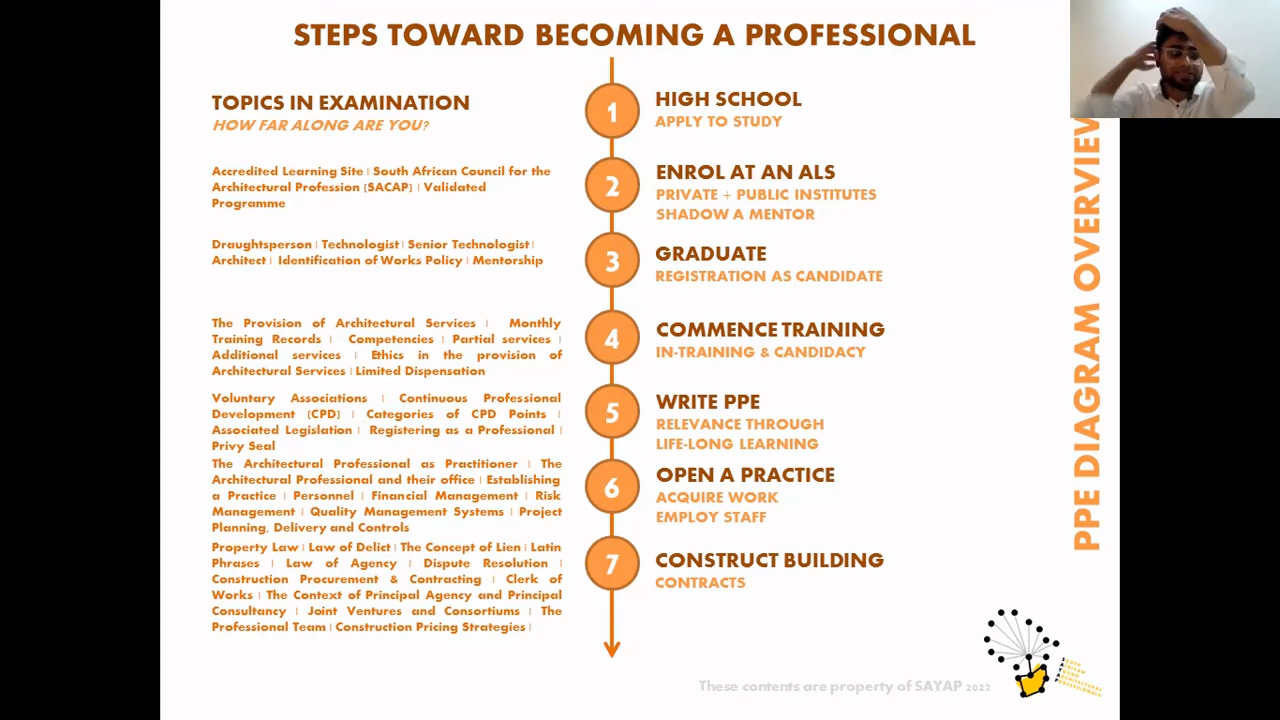 STEPS TOWARD BECOMING A PROFESSIONAL
TOPICS IN EXAMINATION
HOW FAR ALONG ARE YOU?
1
HIGH SCHOOL
APPLY TO STUDY
Accredited Learning Site | South African Council for the
Architectural Profession (SACAP) | Validated
Programme
2
ENROL AT AN ALS
PRIVATE + PUBLIC INSTITUTES
SHADOW A MENTOR
Draughtsperson | Technologist | Senior Technologist |
Architect | Identification of Works Policy | Mentorship
3
GRADUATE
REGISTRATION AS CANDIDATE
The Provision of Architectural Services | Monthly
Training Records | Competencies | Partial services |
Additional services | Ethics in the provision of
Architectural Services | Limited Dispensation
4
COMMENCE TRAINING
IN-TRAINING & CANDIDACY
Voluntary Associations | Continuous Professional
Development (CPD) | Categories of CPD Points |
Associated Legislation | Registering as a Professional |
Privy Seal
5
WRITE PPE
RELEVANCE THROUGH
LIFE-LONG LEARNING
The Architectural Professional as Practitioner | The
Architectural Professional and their office | Establishing
a Practice | Personnel | Financial Management | Risk
Management | Quality Management Systems | Project
Planning, Delivery and Controls
6
OPEN A PRACTICE
ACQUIRE WORK
EMPLOY STAFF
Property Law | Law of Delict | The Concept of Lien | Latin
Phrases | Law of Agency | Dispute Resolution |
Construction Procurement & Contracting | Clerk of
Works | The Context of Principal Agency and Principal
Consultancy | Joint Ventures and Consortiums | The
Professional Team | Construction Pricing Strategies |
7
CONSTRUCT BUILDING
CONTRACTS
PPE DIAGRAM OVERVIEW
These contents are property of SAYAP 2022
SOUTH
AFRICAN
YOUNG
ARCHITECTURAL
PROFESSIONALS